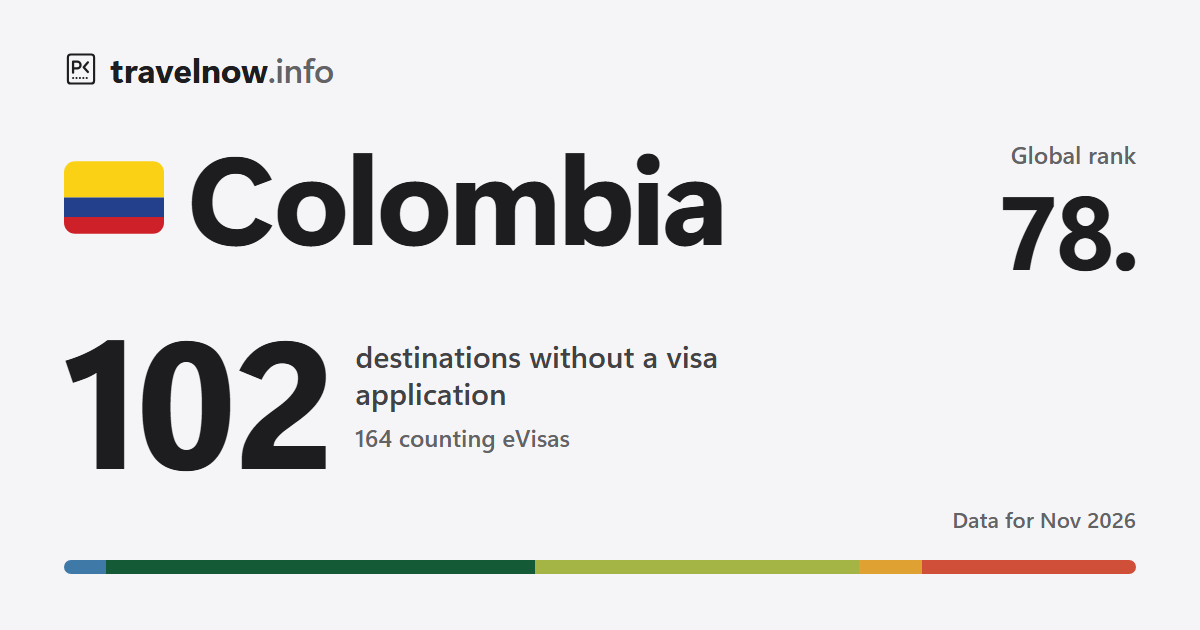 travelnow.info
Colombia
Global rank
78.
102
destinations without a visa
application
164 counting eVisas
Data for Nov 2026